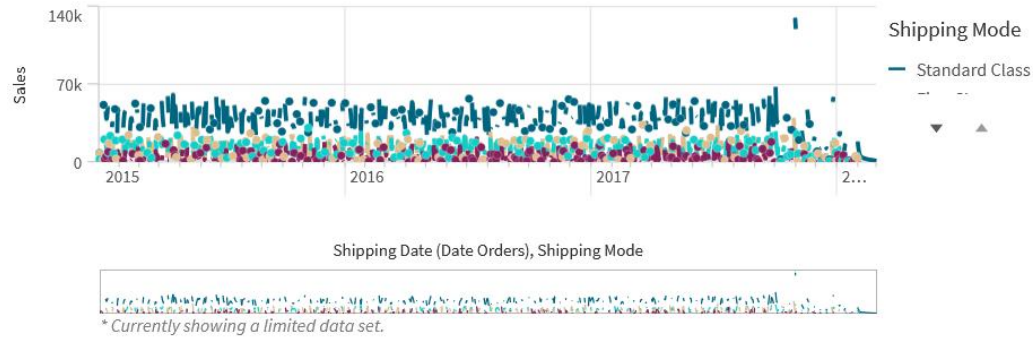 140k
Shipping Mode
Sales
70k
Standard Class
0
2015
2016
2017
2...
Shipping Date (Date Orders), Shipping Mode
* Currently showing a limited data set.